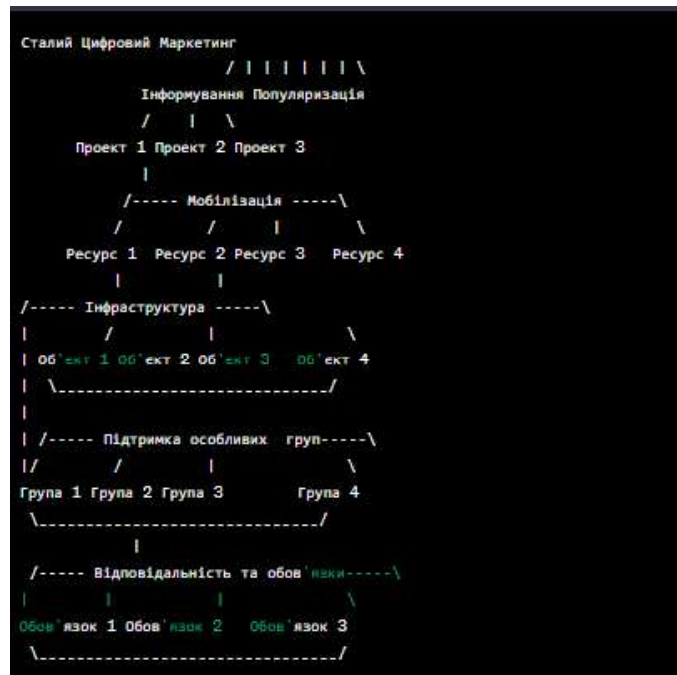 Сталий Цифровий Маркетинг
/ | | | | | | \
Інформування Популяризація
/ | \
Проект 1 Проект 2 Проект 3
|
/----- Мобілізація -----\
/ / | \
Ресурс 1 Ресурс 2 Ресурс 3 Ресурс 4
| |
/----- Інфраструктура -----\
| / | \
| Об'єкт 1 Об'єкт 2 Об'єкт 3 Об'єкт 4
| \_____________________________/
|
| /----- Підтримка особливих груп-----\
|/ / | \
Група 1 Група 2 Група 3 Група 4
\______________________________/
|
/----- Відповідальність та обов'язки-----\
| | | \
Обов'язок 1 Обов'язок 2 Обов'язок 3
\________________________________/